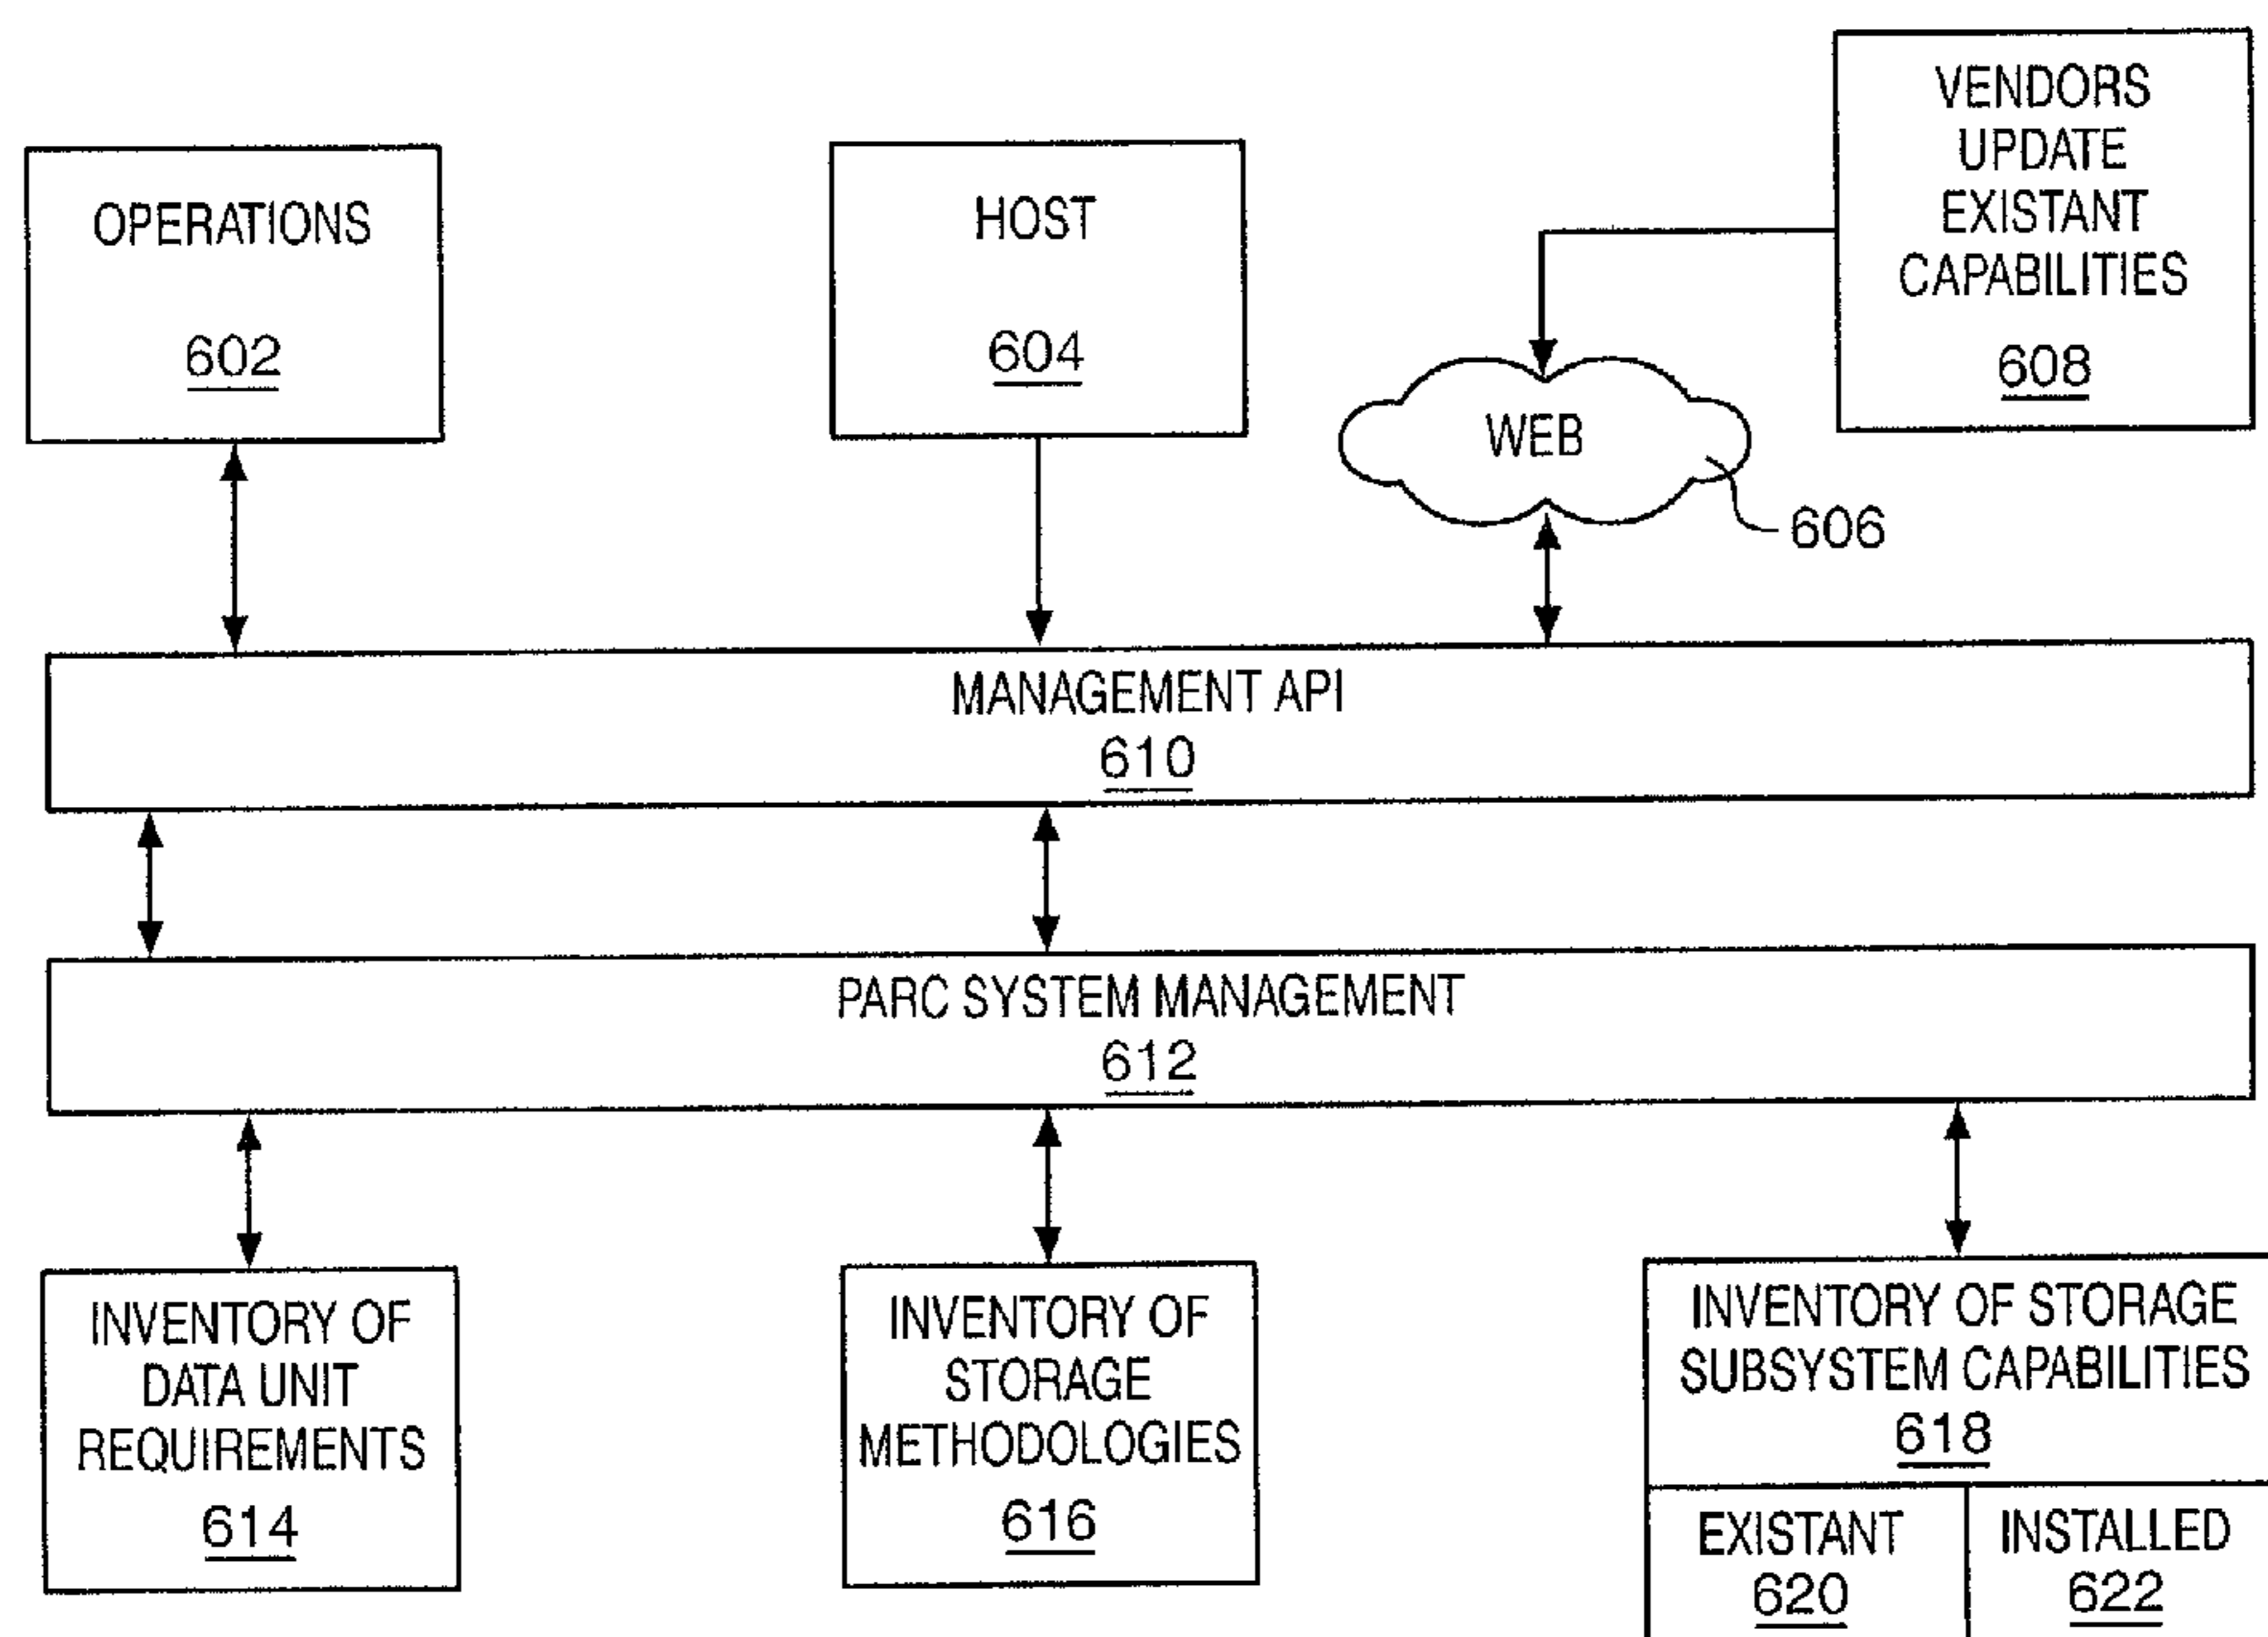 OPERATIONS
602
HOST
604
VENDORS
UPDATE
EXISTANT
CAPABILITIES
608
WEB
606
MANAGEMENT API
610
PARC SYSTEM MANAGEMENT
612
INVENTORY OF
DATA UNIT
REQUIREMENTS
614
INVENTORY OF
STORAGE
METHODOLOGIES
616
INVENTORY OF STORAGE
SUBSYSTEM CAPABILITIES
618
EXISTANT
620
INSTALLED
622